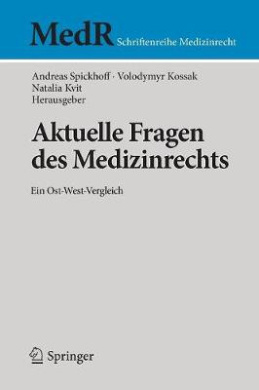 MedR Schriftenreihe Medizinrecht
Andreas Spickhoff · Volodymyr Kossak
Natalia Kvit
Herausgeber
Aktuelle Fragen
des Medizinrechts
Ein Ost-West-Vergleich
Springer